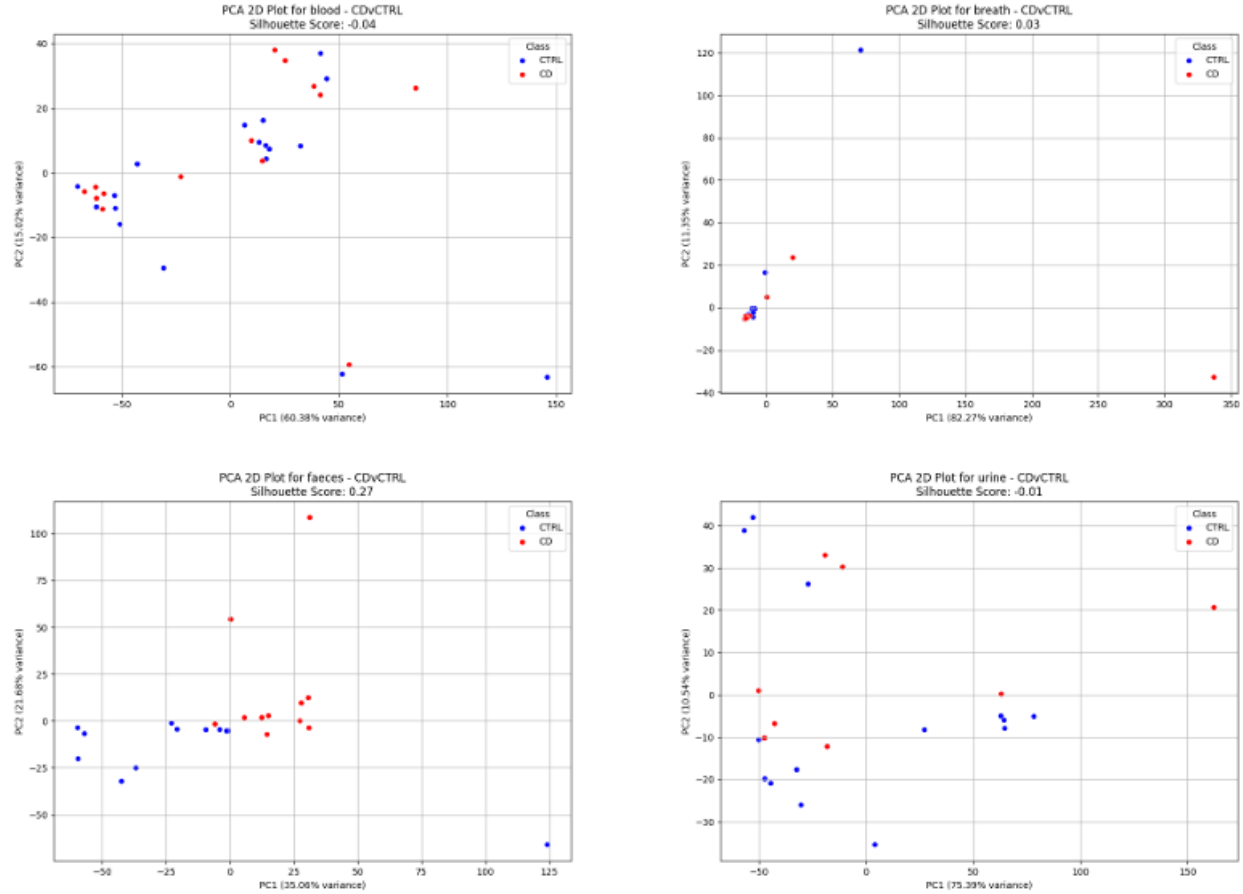 PCA 2D Plot for blood - CDvCTRL
Silhouette Score: -0.04
40
20
0
−20
−40
−60
PC2 (15.02% variance)
−50
0
50
100
150
PC1 (60.38% variance)
Class
CTRL
CD
PCA 2D Plot for breath - CDvCTRL
Silhouette Score: 0.03
120
100
80
60
40
20
0
−20
−40
PC2 (11.35% variance)
0
50
100
150
200
250
300
350
PC1 (82.27% variance)
Class
CTRL
CD
PCA 2D Plot for faeces - CDvCTRL
Silhouette Score: 0.27
100
75
50
25
0
−25
−50
PC2 (21.68% variance)
−50
−25
0
25
50
75
100
125
PC1 (35.06% variance)
Class
CTRL
CD
PCA 2D Plot for urine - CDvCTRL
Silhouette Score: -0.01
40
30
20
10
0
−10
−20
−30
PC2 (10.54% variance)
−50
0
50
100
150
PC1 (75.39% variance)
Class
CTRL
CD